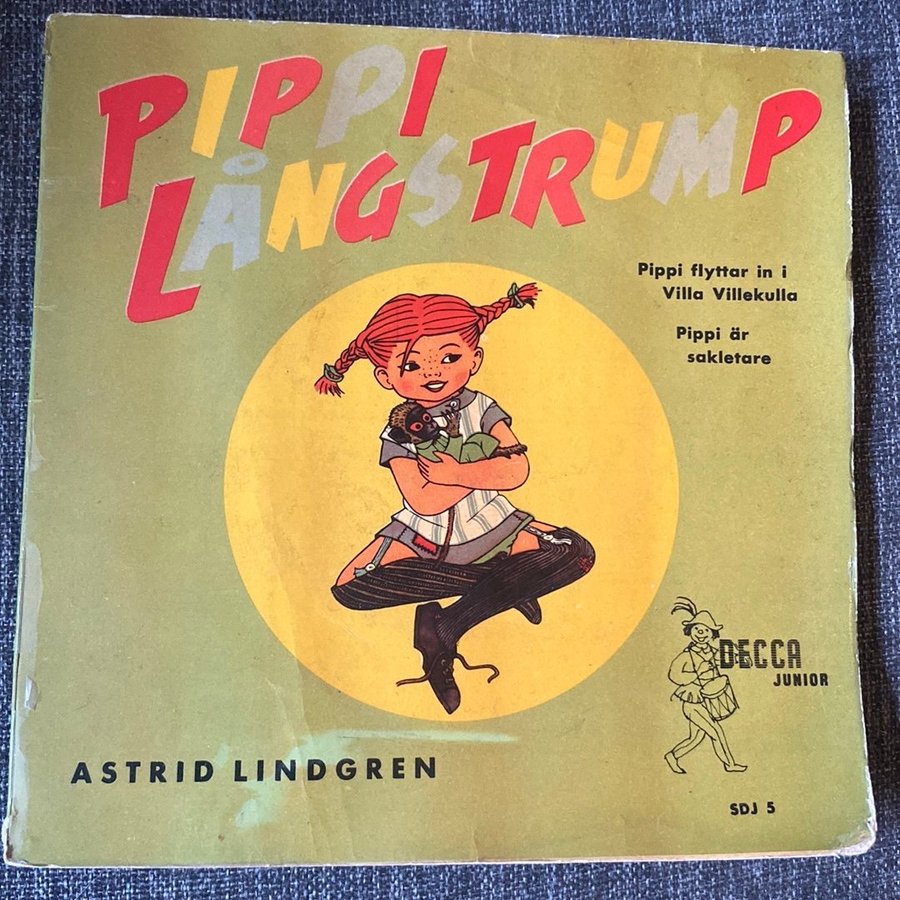 PIPPI
LÅNGSTRUMP
Pippi flyttar in i
Villa Villekulla
Pippi är
sakletare
DECCA
JUNIOR
ASTRID LINDGREN
SDJ 5